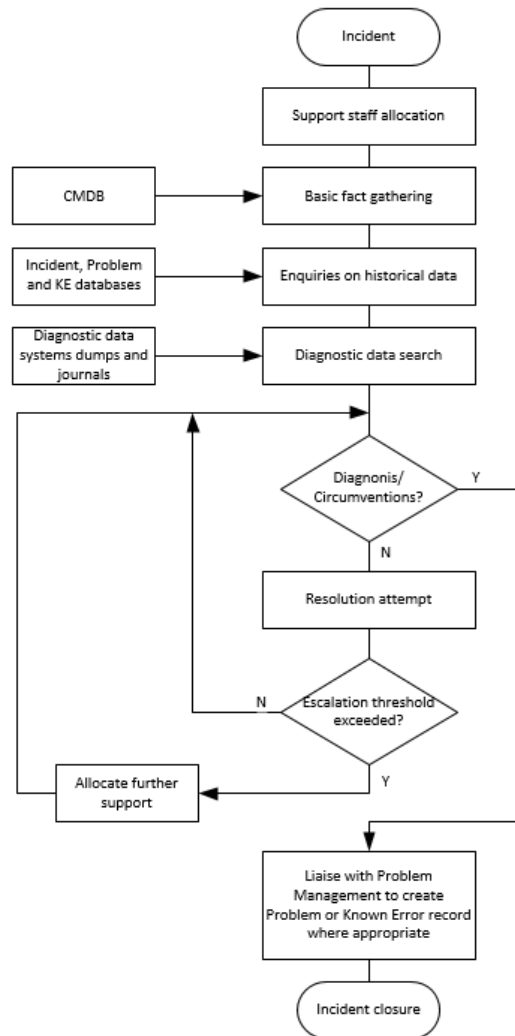 Incident
Support staff allocation
CMDB
Basic fact gathering
Incident, Problem
and KE databases
Enquiries on historical data
Diagnostic data
systems dumps and
journals
Diagnostic data search
Diagnonis/
Circumventions?
Y
N
Resolution attempt
Escalation threshold
exceeded?
N
Y
Allocate further
support
Liaise with Problem
Management to create
Problem or Known Error record
where appropriate
Incident closure